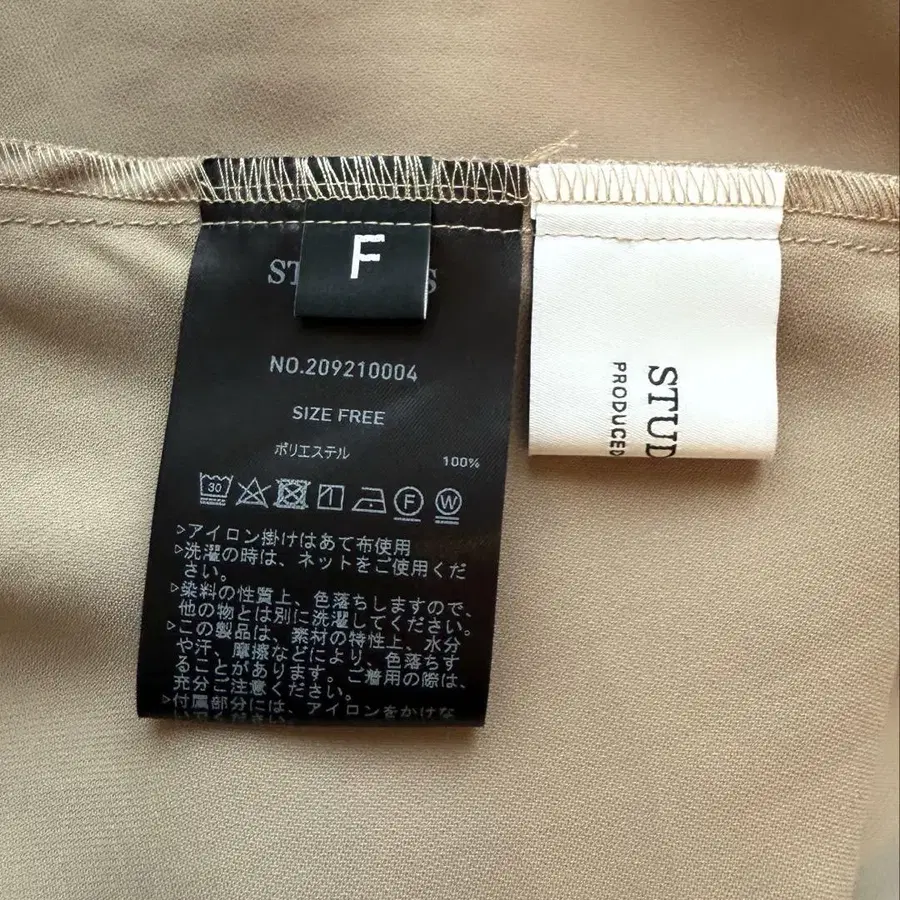 F
ST S
NO.209210004
SIZE FREE
ポリエステル 100%
30 F W
▷アイロン掛けはあて布使用
▷洗濯の時は、ネットをご使用くだ
さい。
▷染料の性質上、色落ちしますので、
他の物とは別に洗濯してください。
▷この製品は、素材の特性上、水分
や汗、摩擦などにより、色落ちす
ることがあります。ご着用の際は、
充分ご注意ください。
▷付属部分には、アイロンをかけな
いでください。
STUD
PRODUCED